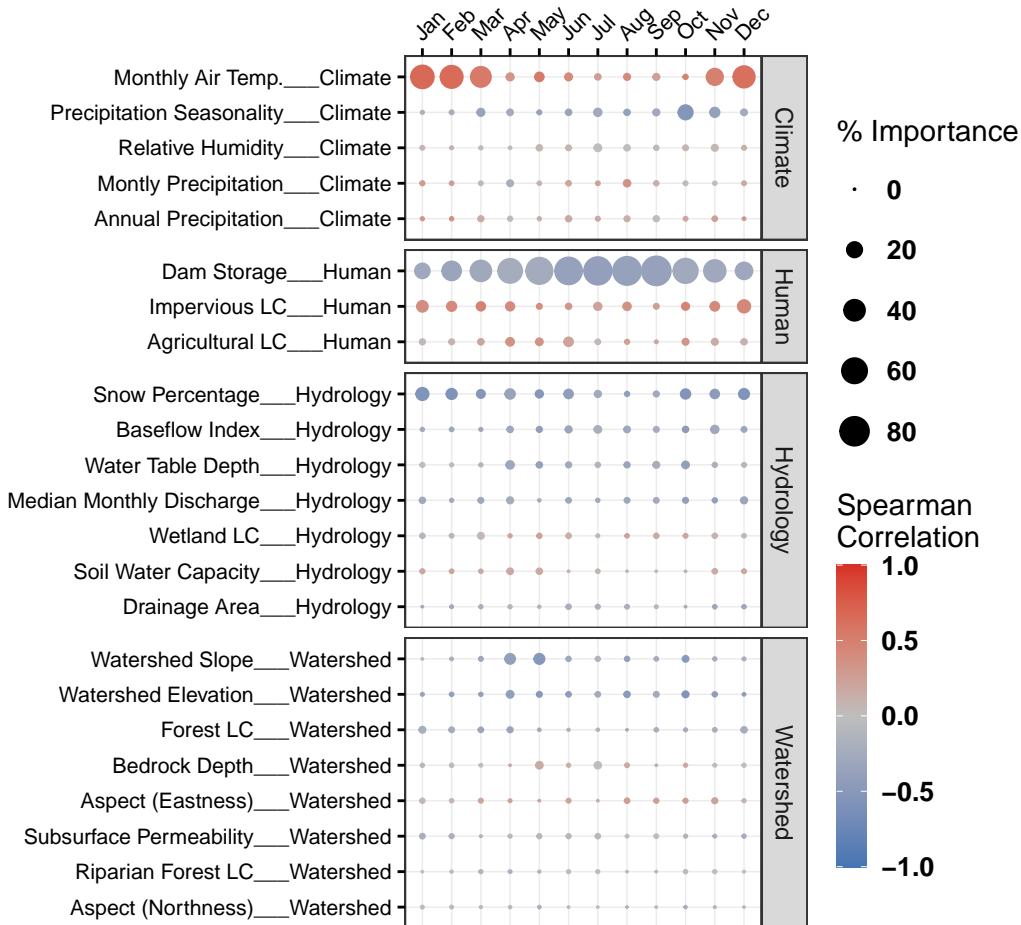 Jan Feb Mar Apr May Jun Jul Aug Sep Oct Nov Dec
Monthly Air Temp.___Climate
Precipitation Seasonality___Climate
Relative Humidity___Climate
Montly Precipitation___Climate
Annual Precipitation___Climate
Climate
Dam Storage___Human
Impervious LC___Human
Agricultural LC___Human
Human
Snow Percentage___Hydrology
Baseflow Index___Hydrology
Water Table Depth___Hydrology
Median Monthly Discharge___Hydrology
Wetland LC___Hydrology
Soil Water Capacity___Hydrology
Drainage Area___Hydrology
Hydrology
Watershed Slope___Watershed
Watershed Elevation___Watershed
Forest LC___Watershed
Bedrock Depth___Watershed
Aspect (Eastness)___Watershed
Subsurface Permeability___Watershed
Riparian Forest LC___Watershed
Aspect (Northness)___Watershed
Watershed
% Importance
0
20
40
60
80
Spearman
Correlation
1.0
0.5
0.0
−0.5
−1.0